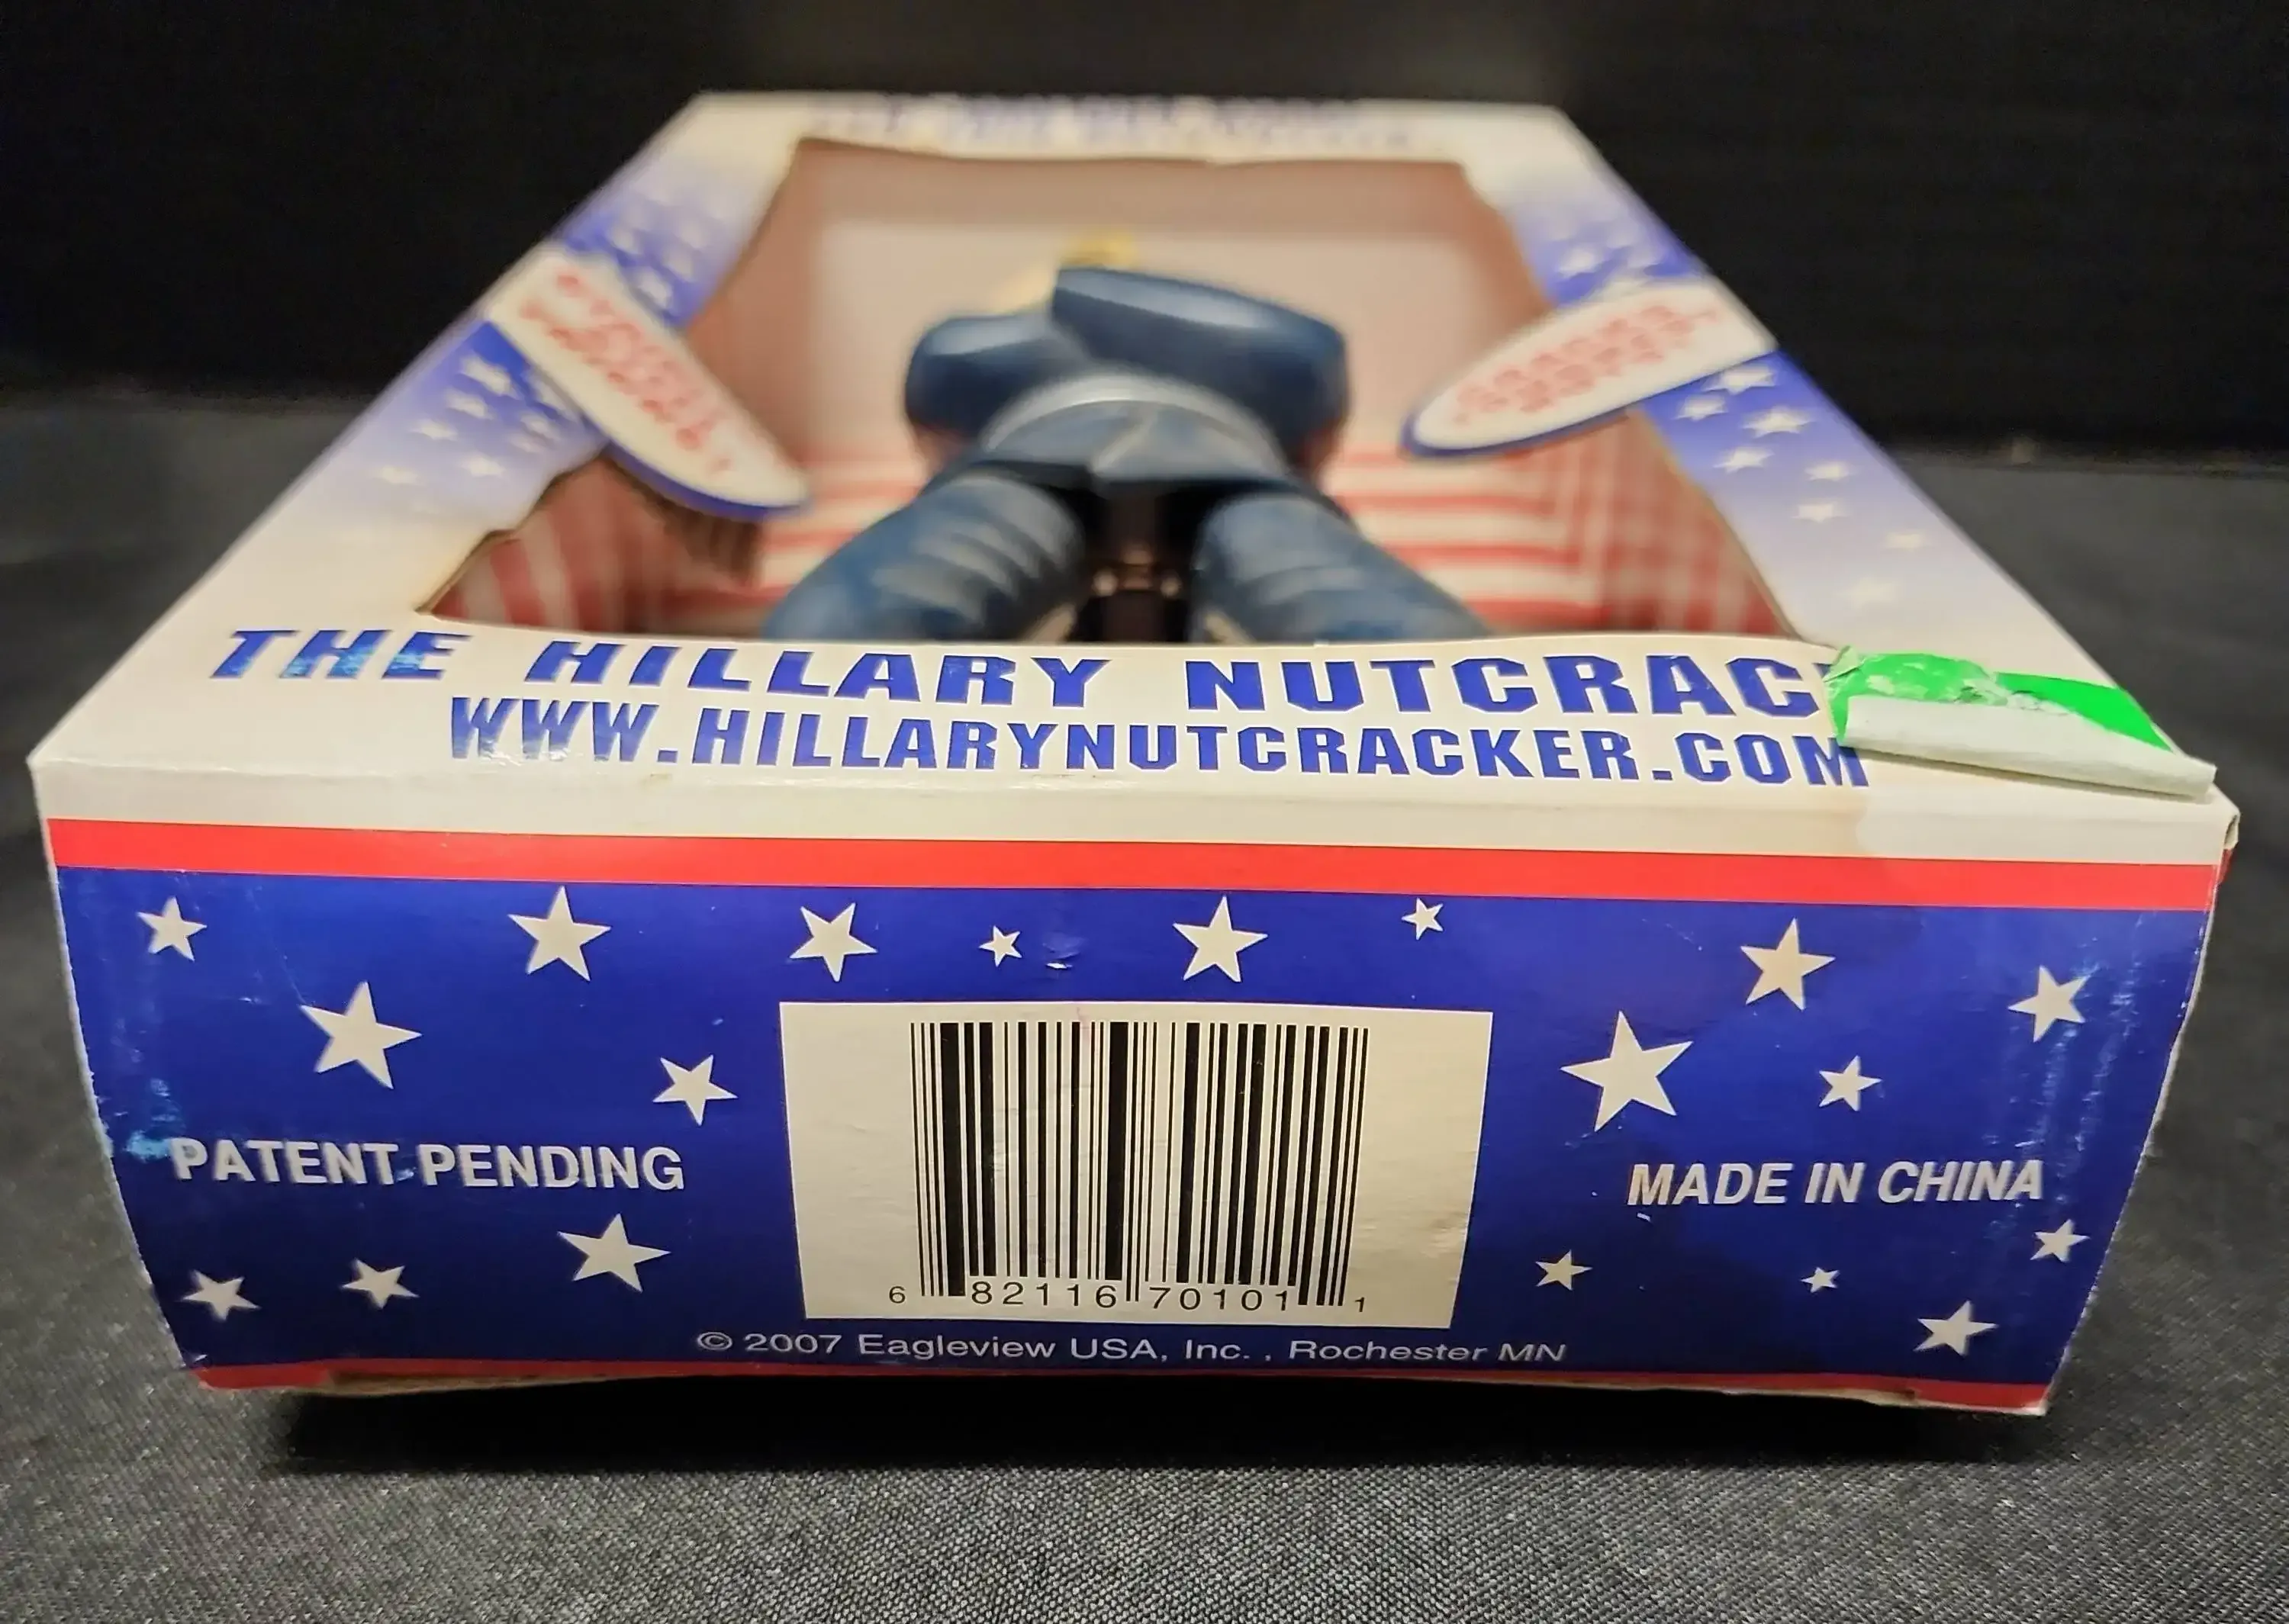 THE HILLARY NUTCRAC
WWW.HILLARYNUTCRACKER.COM
PATENT PENDING
MADE IN CHINA
6 82116 70101 1
© 2007 Eagleview USA, Inc. , Rochester MN